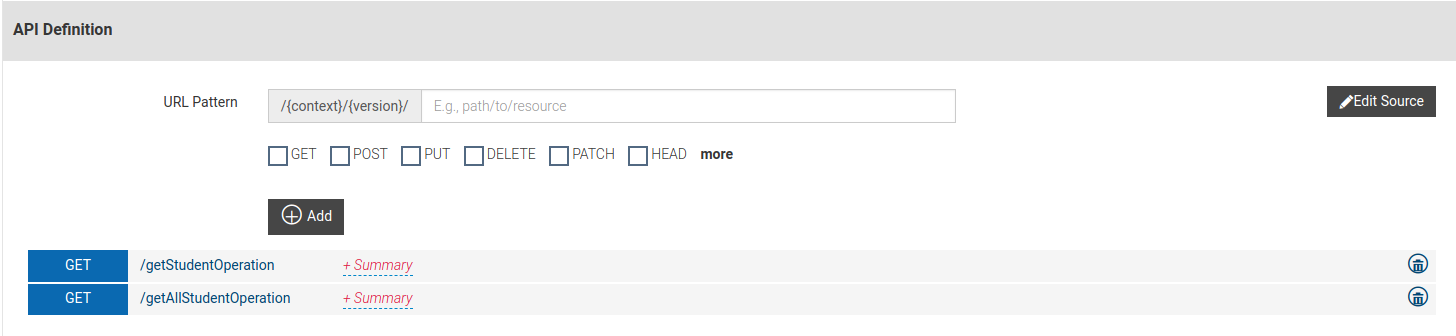 API Definition
URL Pattern /{context}/{version}/ E.g., path/to/resource Edit Source
GET POST PUT DELETE PATCH HEAD more
Add
GET /getStudentOperation + Summary
GET /getAllStudentOperation + Summary